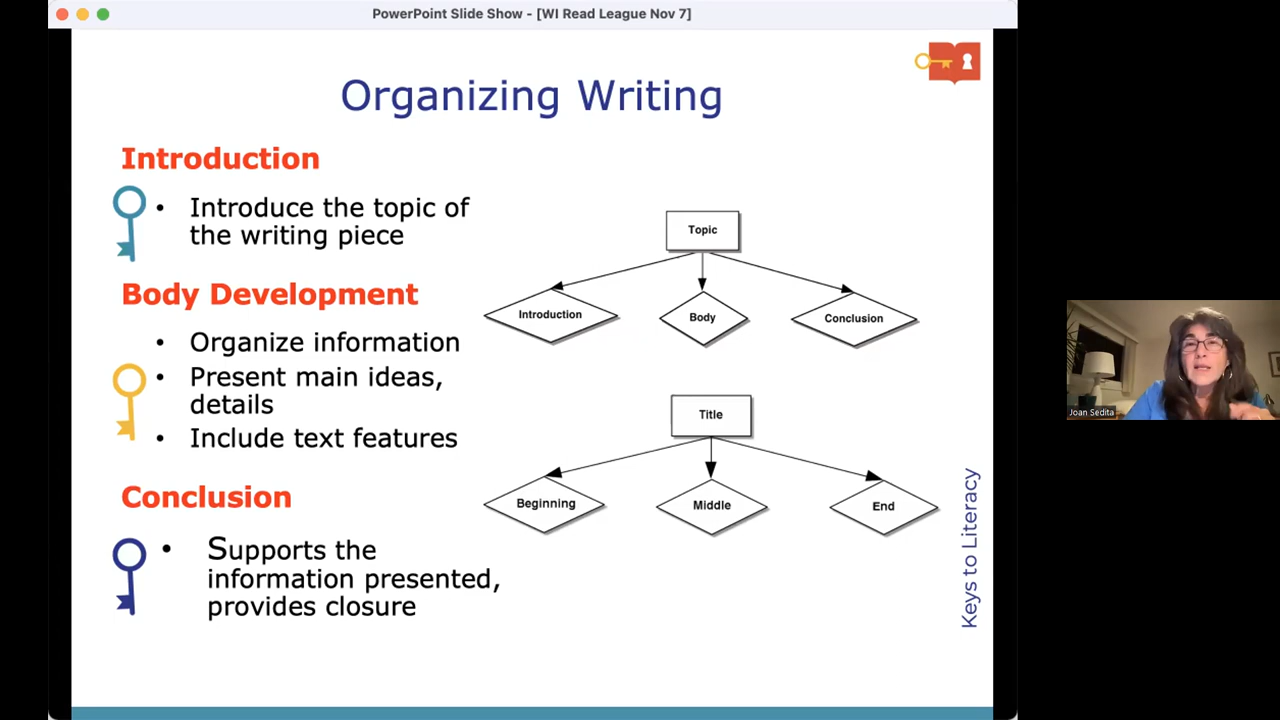 PowerPoint Slide Show - [WI Read League Nov 7]
Organizing Writing
Introduction
• Introduce the topic of
the writing piece
Body Development
• Organize information
• Present main ideas,
details
• Include text features
Conclusion
• Supports the
information presented,
provides closure
Topic
Introduction
Body
Conclusion
Title
Beginning
Middle
End
Keys to Literacy
Joan Sedita